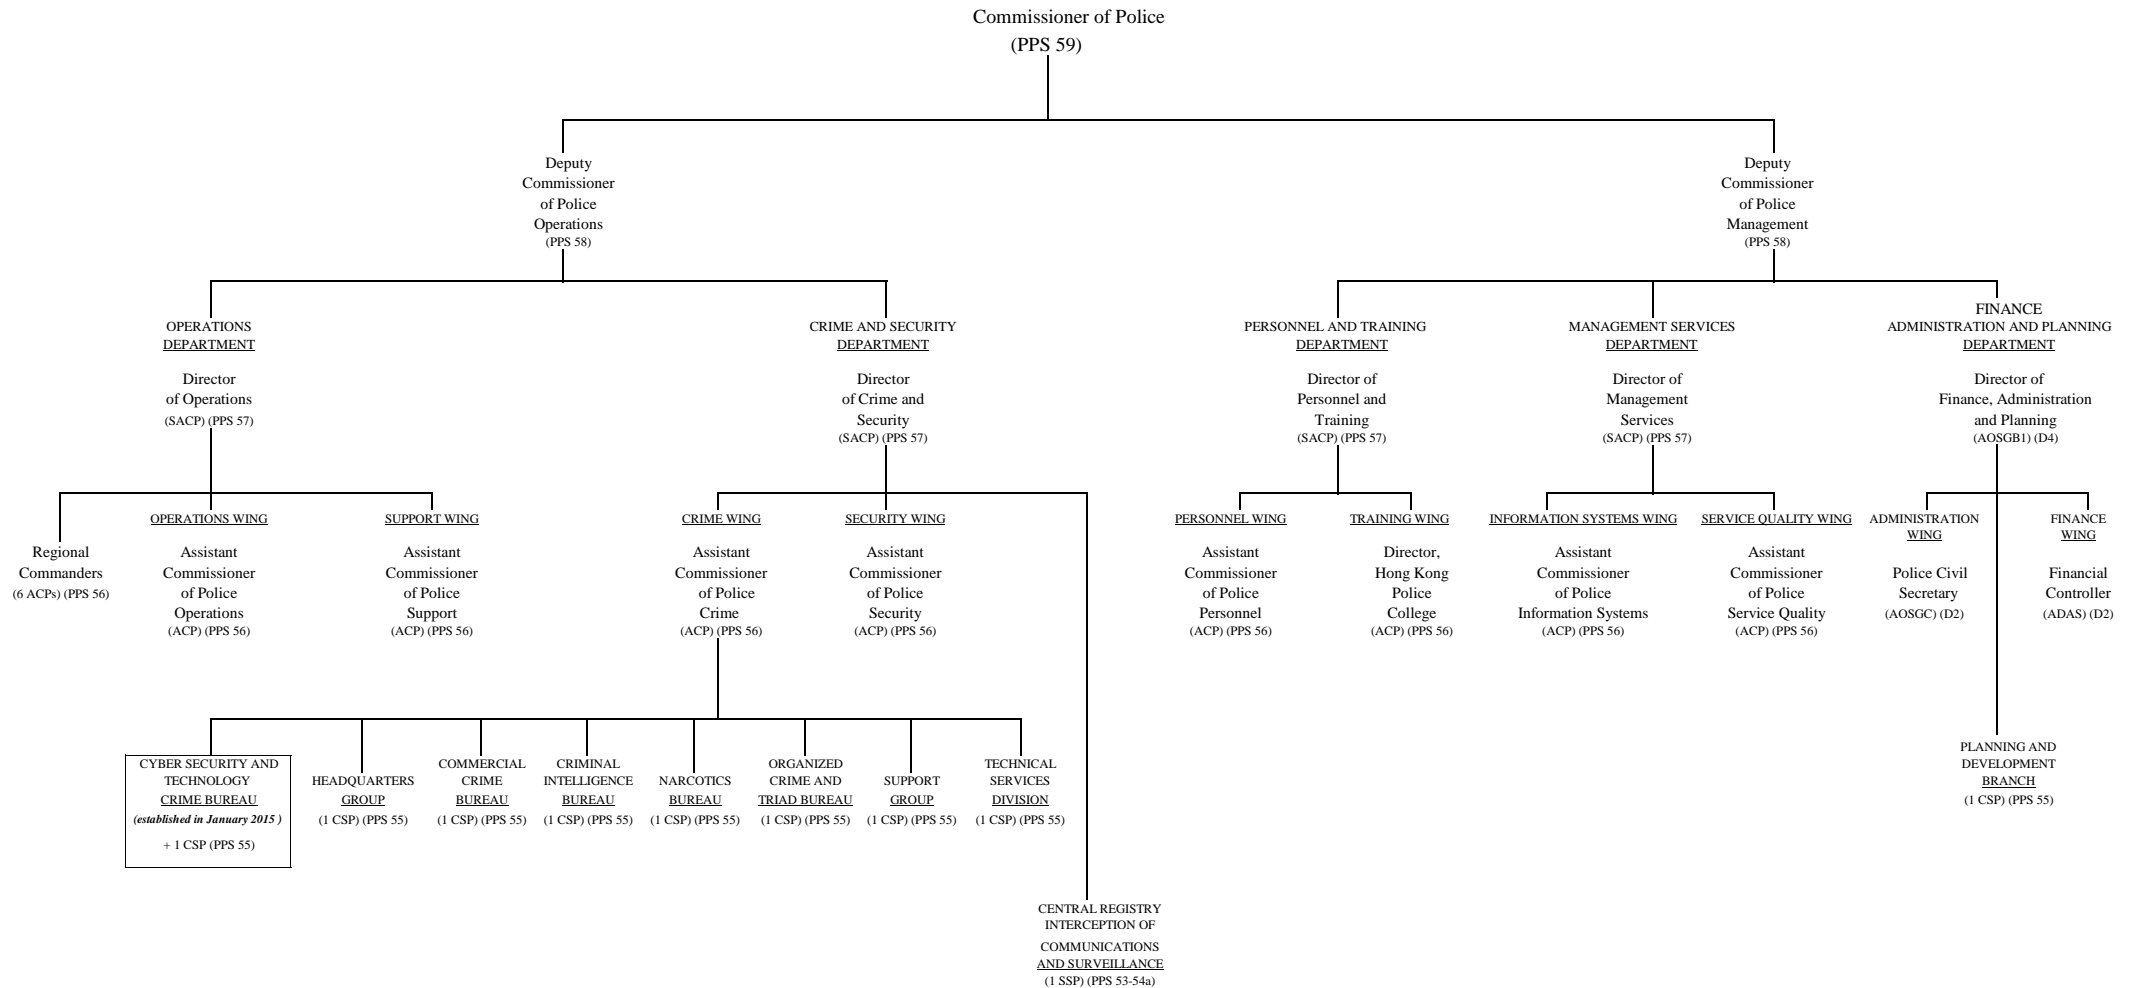 Commissioner of Police
(PPS 59)
Deputy
Commissioner
of Police
Operations
(PPS 58)
Deputy
Commissioner
of Police
Management
(PPS 58)
OPERATIONS
DEPARTMENT
Director
of Operations
(SACP) (PPS 57)
CRIME AND SECURITY
DEPARTMENT
Director
of Crime and
Security
(SACP) (PPS 57)
PERSONNEL AND TRAINING
DEPARTMENT
Director of
Personnel and
Training
(SACP) (PPS 57)
MANAGEMENT SERVICES
DEPARTMENT
Director of
Management
Services
(SACP) (PPS 57)
FINANCE
ADMINISTRATION AND PLANNING
DEPARTMENT
Director of
Finance, Administration
and Planning
(AOSGB1) (D4)
Regional
Commanders
(6 ACPs) (PPS 56)
OPERATIONS WING
Assistant
Commissioner
of Police
Operations
(ACP) (PPS 56)
SUPPORT WING
Assistant
Commissioner
of Police
Support
(ACP) (PPS 56)
CRIME WING
Assistant
Commissioner
of Police
Crime
(ACP) (PPS 56)
SECURITY WING
Assistant
Commissioner
of Police
Security
(ACP) (PPS 56)
PERSONNEL WING
Assistant
Commissioner
of Police
Personnel
(ACP) (PPS 56)
TRAINING WING
Director,
Hong Kong
Police
College
(ACP) (PPS 56)
INFORMATION SYSTEMS WING
Assistant
Commissioner
of Police
Information Systems
(ACP) (PPS 56)
SERVICE QUALITY WING
Assistant
Commissioner
of Police
Service Quality
(ACP) (PPS 56)
ADMINISTRATION
WING
Police Civil
Secretary
(AOSGC) (D2)
FINANCE
WING
Financial
Controller
(ADAS) (D2)
CYBER SECURITY AND
TECHNOLOGY
CRIME BUREAU
(established in January 2015 )
+ 1 CSP (PPS 55)
HEADQUARTERS
GROUP
(1 CSP) (PPS 55)
COMMERCIAL
CRIME
BUREAU
(1 CSP) (PPS 55)
CRIMINAL
INTELLIGENCE
BUREAU
(1 CSP) (PPS 55)
NARCOTICS
BUREAU
(1 CSP) (PPS 55)
ORGANIZED
CRIME AND
TRIAD BUREAU
(1 CSP) (PPS 55)
SUPPORT
GROUP
(1 CSP) (PPS 55)
TECHNICAL
SERVICES
DIVISION
(1 CSP) (PPS 55)
PLANNING AND
DEVELOPMENT
BRANCH
(1 CSP) (PPS 55)
CENTRAL REGISTRY
INTERCEPTION OF
COMMUNICATIONS
AND SURVEILLANCE
(1 SSP) (PPS 53-54a)